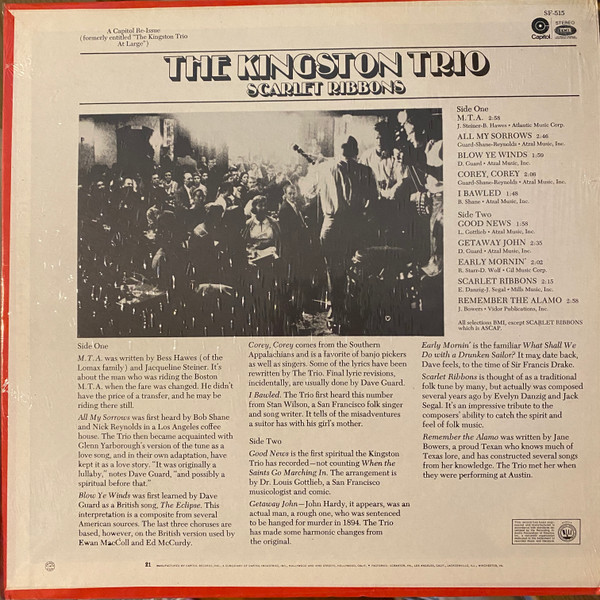 SF-515
A Capitol Re-Issue
(formerly entitled "The Kingston Trio
At Large")
Capitol.
STEREO
THE KINGSTON TRIO
SCARLET RIBBONS
Side One
M.T.A. 2:58
J. Steiner-B. Hawes • Atlantic Music Corp.
ALL MY SORROWS 2:46
Guard-Shane-Reynolds • Atzal Music, Inc.
BLOW YE WINDS 1:59
D. Guard • Atzal Music, Inc.
COREY, COREY 2:06
Guard-Shane-Reynolds • Atzal Music, Inc.
I BAWLED 1:48
B. Shane • Atzal Music, Inc.
Side Two
GOOD NEWS 1:58
L. Gottlieb • Atzal Music, Inc.
GETAWAY JOHN 2:35
D. Guard • Atzal Music, Inc.
EARLY MORNIN' 2:02
B. Starr-D. Wolf • Gil Music Corp.
SCARLET RIBBONS 2:15
E. Danzig-J. Segal • Mills Music, Inc.
REMEMBER THE ALAMO 2:58
J. Bowers • Vidor Publications, Inc.
All selections BMI, except SCARLET RIBBONS
which is ASCAP.
Side One
M.T.A. was written by Bess Hawes (of the
Lomax family) and Jacqueline Steiner. It's
about the man who was riding the Boston
M.T.A. when the fare was changed. He didn't
have the price of a transfer, and he may be
riding there still.
All My Sorrows was first heard by Bob Shane
and Nick Reynolds in a Los Angeles coffee
house. The Trio then became acquainted with
Glenn Yarborough's version of the tune as a
love song, and in their own adaptation, have
kept it as a love story. "It was originally a
lullaby," notes Dave Guard, "and possibly a
spiritual before that."
Blow Ye Winds was first learned by Dave
Guard as a British song, The Eclipse. This
interpretation is a composite from several
American sources. The last three choruses are
based, however, on the British version used by
Ewan MacColl and Ed McCurdy.
Corey, Corey comes from the Southern
Appalachians and is a favorite of banjo pickers
as well as singers. Some of the lyrics have been
rewritten by The Trio. Final lyric revisions,
incidentally, are usually done by Dave Guard.
I Bawled. The Trio first heard this number
from Stan Wilson, a San Francisco folk singer
and song writer. It tells of the misadventures
a suitor has with his girl's mother.
Side Two
Good News is the first spiritual the Kingston
Trio has recorded—not counting When the
Saints Go Marching In. The arrangement is
by Dr. Louis Gottlieb, a San Francisco
musicologist and comic.
Getaway John—John Hardy, it appears, was an
actual man, a rough one, who was sentenced
to be hanged for murder in 1894. The Trio
has made some harmonic changes from
the original.
Early Mornin' is the familiar What Shall We
Do with a Drunken Sailor? It may date back,
Dave feels, to the time of Sir Francis Drake.
Scarlet Ribbons is thought of as a traditional
folk tune by many, but actually was composed
several years ago by Evelyn Danzig and Jack
Segal. It's an impressive tribute to the
composers' ability to catch the spirit and
feel of folk music.
Remember the Alamo was written by Jane
Bowers, a proud Texan who knows much of
Texas lore, and has constructed several songs
from her knowledge. The Trio met her when
they were performing at Austin.
21